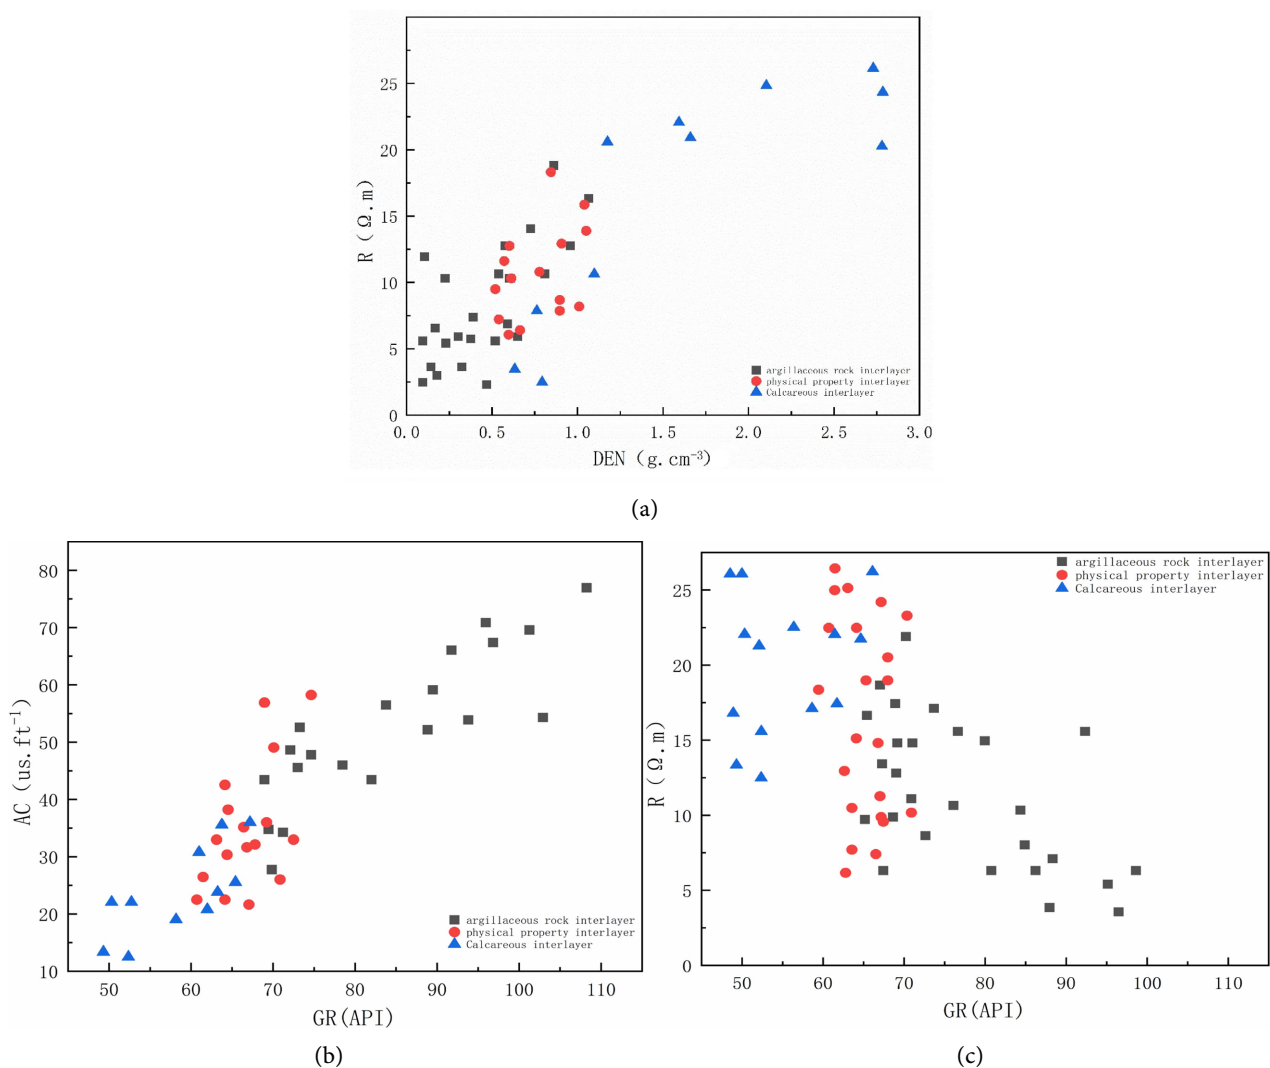 25
20
15
10
5
0
R（Ω.m）
argillaceous rock interlayer
physical property interlayer
Calcareous interlayer
0.0 0.5 1.0 1.5 2.0 2.5 3.0
DEN（g.cm⁻³）
(a)
80
70
60
50
40
30
20
10
AC（us.ft⁻¹）
argillaceous rock interlayer
physical property interlayer
Calcareous interlayer
50 60 70 80 90 100 110
GR(API)
(b)
argillaceous rock interlayer
physical property interlayer
Calcareous interlayer
25
20
15
10
5
0
R（Ω.m）
50 60 70 80 90 100 110
GR(API)
(c)